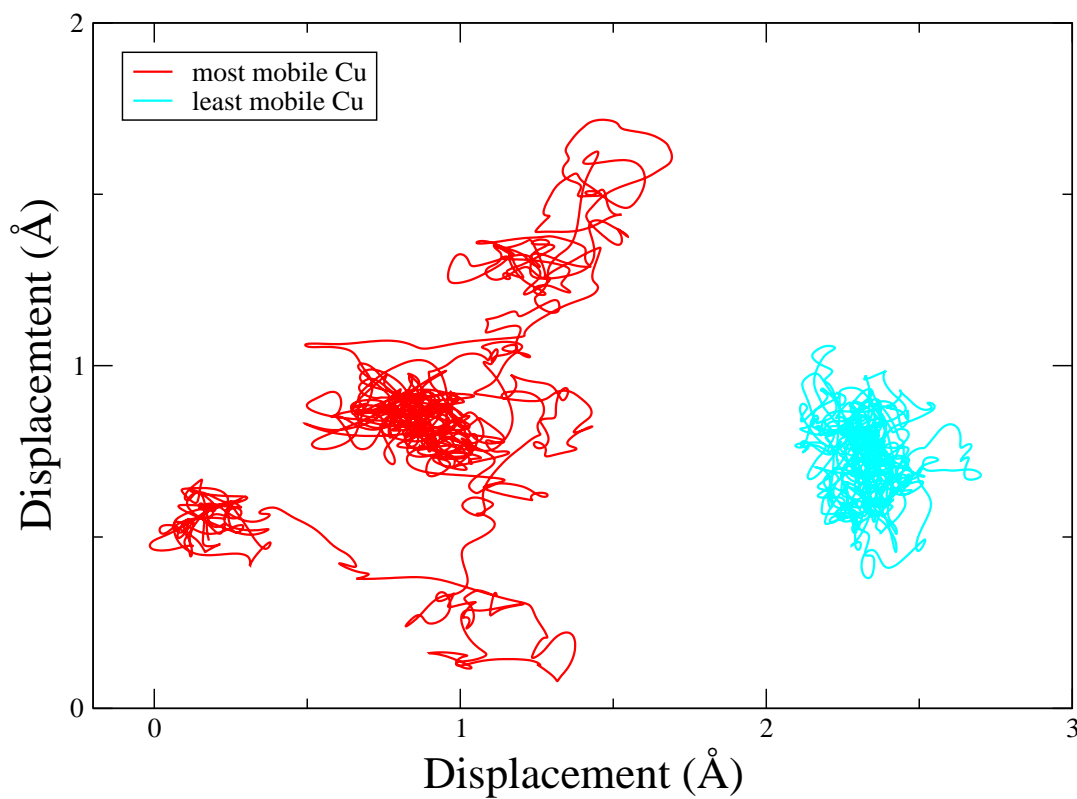 2
most mobile Cu
least mobile Cu
Displacemtent (Å)
1
0
0
1
2
3
Displacement (Å)